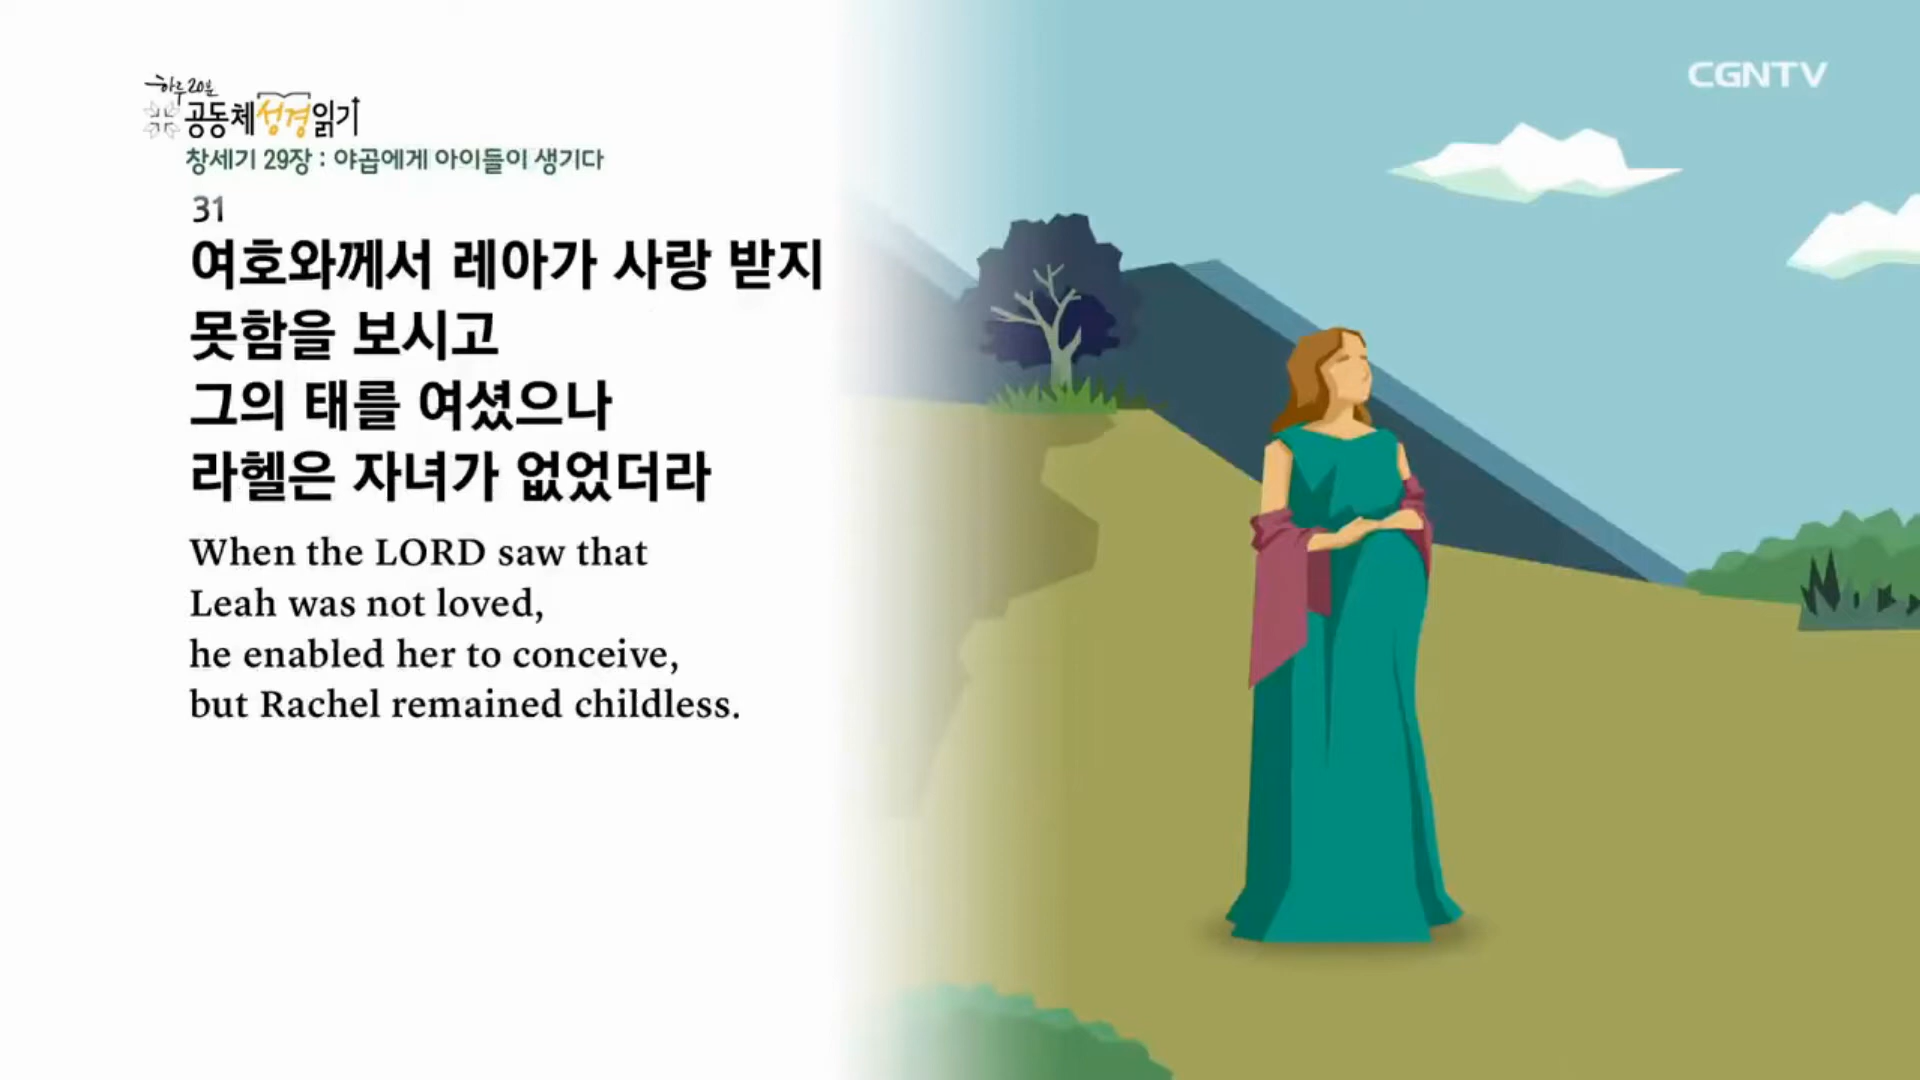 하루 20분
공동체성경읽기
CGNTV
창세기 29장 : 야곱에게 아이들이 생기다
31
여호와께서 레아가 사랑 받지
못함을 보시고
그의 태를 여셨으나
라헬은 자녀가 없었더라
When the LORD saw that
Leah was not loved,
he enabled her to conceive,
but Rachel remained childless.